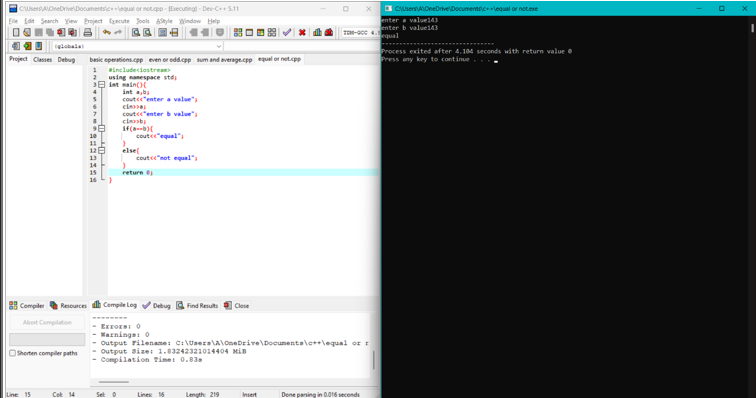 C:\Users\A\OneDrive\Documents\c++\equal or not.cpp - [Executing] - Dev-C++ 5.11
File Edit Search View Project Execute Tools AStyle Window Help
TDM-GCC 4.
(globals)
Project Classes Debug
basic operations.cpp even or odd.cpp sum and average.cpp equal or not.cpp
1 #include<iostream>
2 using namespace std;
3 int main(){
4 int a,b;
5 cout<<"enter a value";
6 cin>>a;
7 cout<<"enter b value";
8 cin>>b;
9 if(a==b){
10 cout<<"equal";
11 }
12 else{
13 cout<<"not equal";
14 }
15 return 0;
16 }
Compiler Resources Compile Log Debug Find Results Close
Abort Compilation
Shorten compiler paths
--------
- Errors: 0
- Warnings: 0
- Output Filename: C:\Users\A\OneDrive\Documents\c++\equal or
- Output Size: 1.83242321014404 MiB
- Compilation Time: 0.83s
Line: 15 Col: 14 Sel: 0 Lines: 16 Length: 219 Insert Done parsing in 0.016 seconds
C:\Users\A\OneDrive\Documents\c++\equal or not.exe
enter a value143
enter b value143
equal
--------------------------------
Process exited after 4.104 seconds with return value 0
Press any key to continue . . .